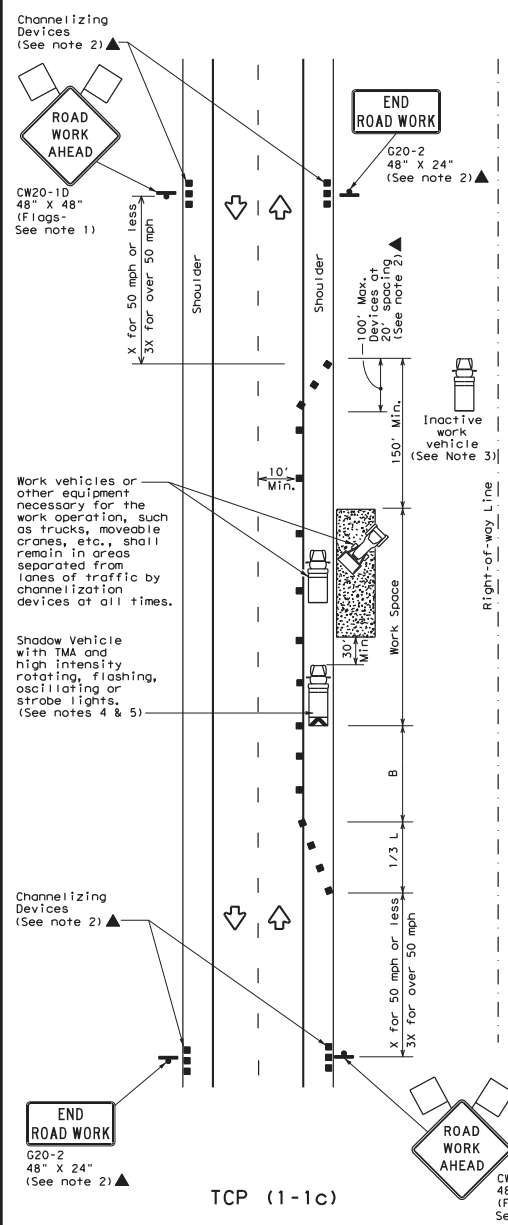 Channelizing
Devices
(See note 2)▲
ROAD
WORK
AHEAD
CW20-1D
48" X 48"
(Flags-
See note 1)
END
ROAD WORK
G20-2
48" X 24"
(See note 2)▲
X for 50 mph or less
3X for over 50 mph
Shoulder
Shoulder
100' Max.
Devices at
20' spacing
(See note 2)▲
150' Min.
Inactive
work
vehicle
(See Note 3)
Right-of-way Line
10'
Min.
Work vehicles or
other equipment
necessary for the
work operation, such
as trucks, moveable
cranes, etc., shall
remain in areas
separated from
lanes of traffic by
channelization
devices at all times.
Work Space
30'
Min
Shadow Vehicle
with TMA and
high intensity
rotating, flashing,
oscillating or
strobe lights.
(See notes 4 & 5)
B
1/3 L
Channelizing
Devices
(See note 2)▲
X for 50 mph or less
3X for over 50 mph
END
ROAD WORK
G20-2
48" X 24"
(See note 2)▲
ROAD
WORK
AHEAD
CW
48
(F
Se
TCP (1-1c)